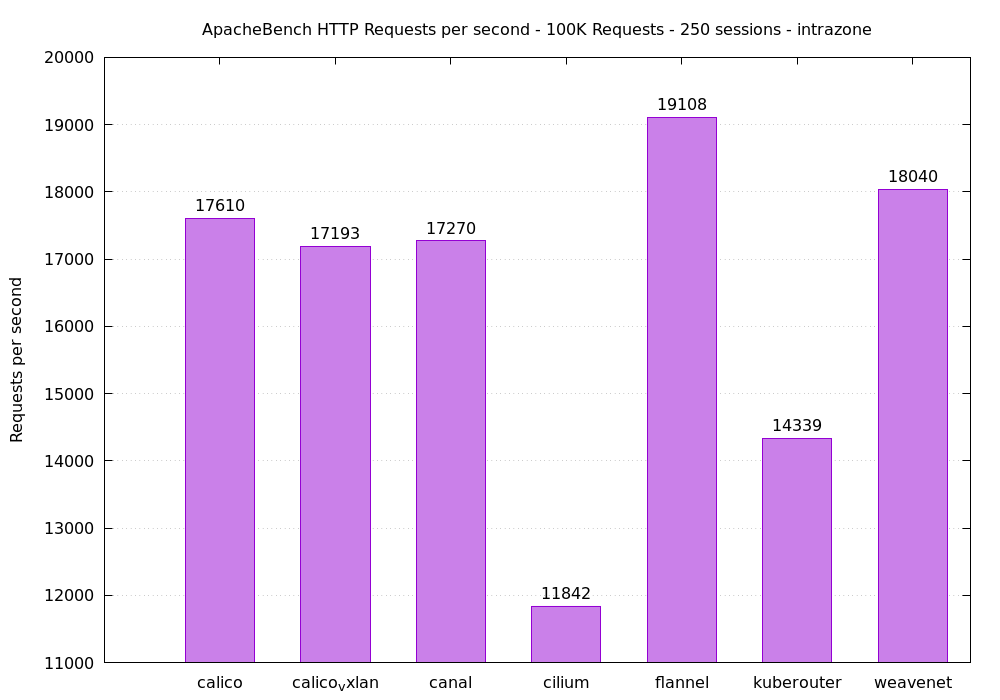 ApacheBench HTTP Requests per second - 100K Requests - 250 sessions - intrazone
Requests per second
20000
19000
18000
17000
16000
15000
14000
13000
12000
11000
17610
17193
17270
11842
19108
14339
18040
calico
calicovxlan
canal
cilium
flannel
kuberouter
weavenet